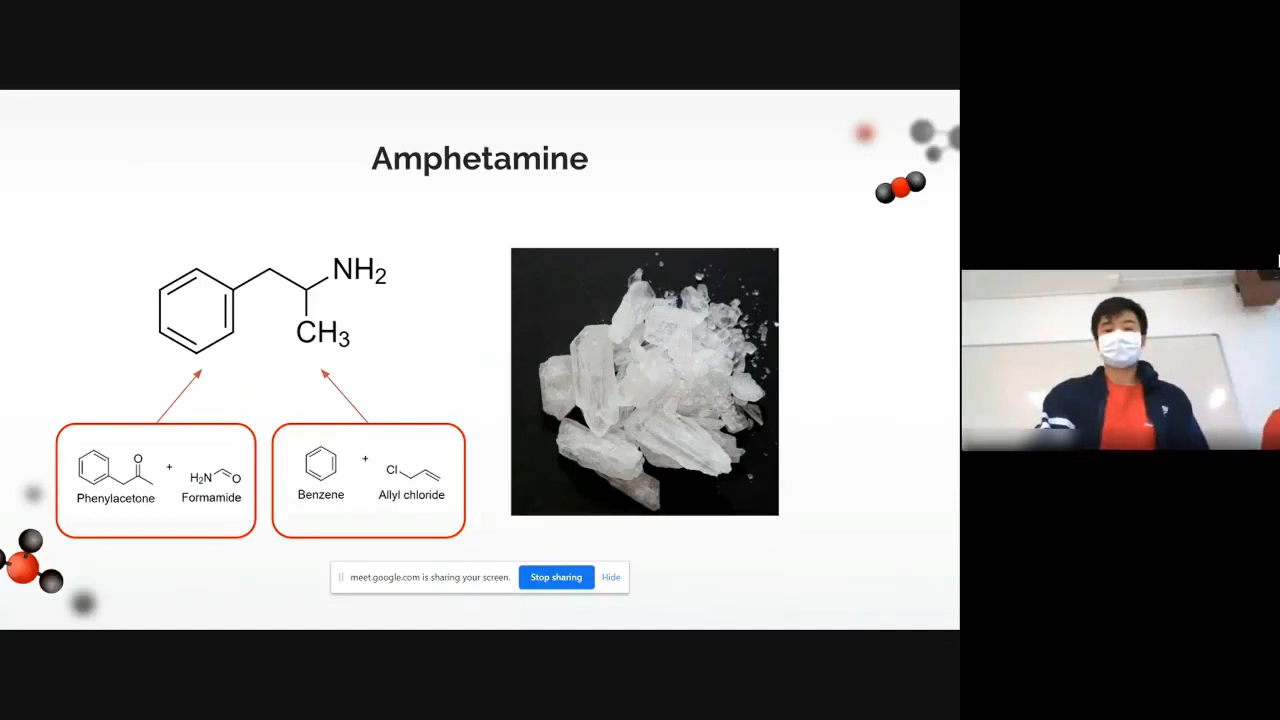 Amphetamine
NH2
CH3
O
+
H2N
O
Phenylacetone
Formamide
+
Cl
Benzene
Allyl chloride
meet.google.com is sharing your screen.
Stop sharing
Hide